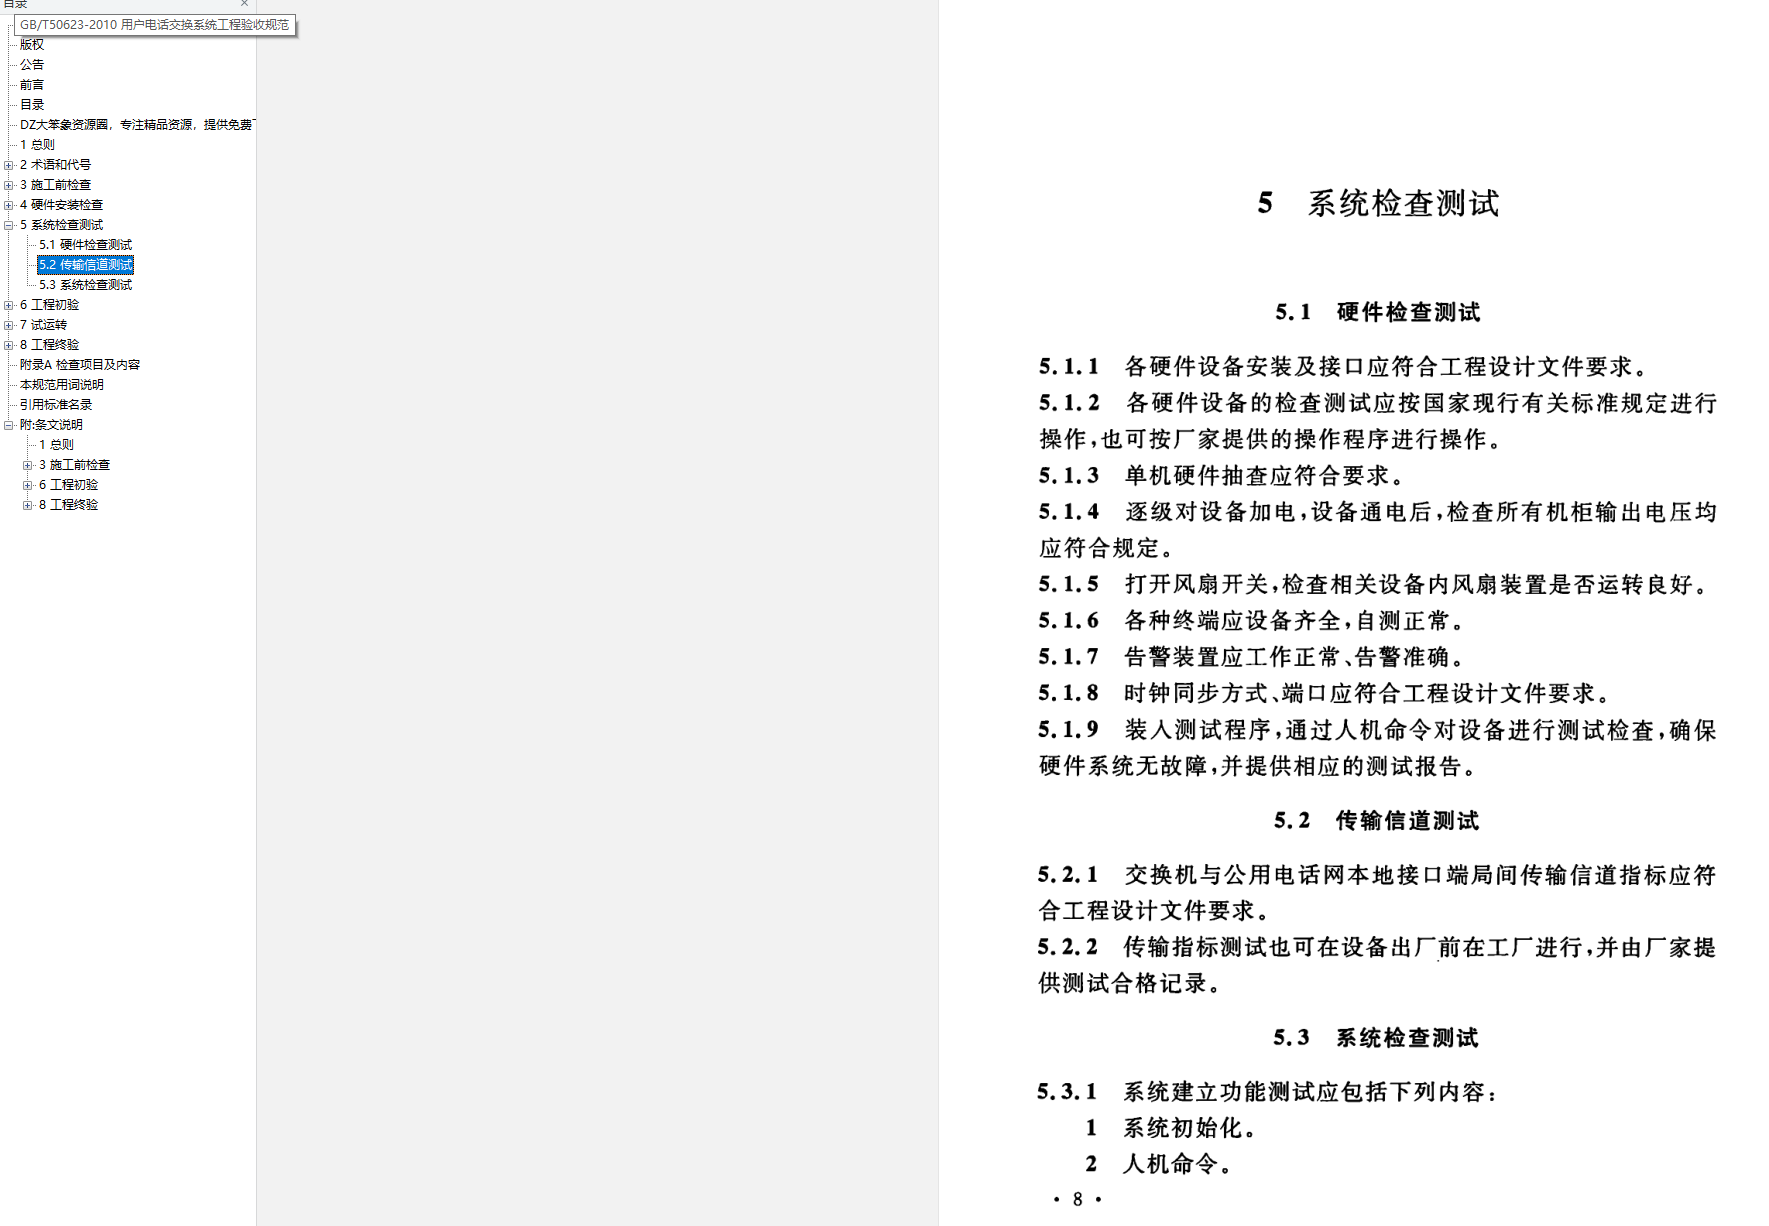 目录
GB/T50623-2010 用户电话交换系统工程验收规范
版权
公告
前言
目录
DZ大笨象资源圈，专注精品资源，提供免费
1 总则
2 术语和代号
3 施工前检查
4 硬件安装检查
5 系统检查测试
5.1 硬件检查测试
5.2 传输信道测试
5.3 系统检查测试
6 工程初验
7 试运转
8 工程终验
附录A 检查项目及内容
本规范用词说明
引用标准名录
附:条文说明
1 总则
3 施工前检查
6 工程初验
8 工程终验
5 系统检查测试
5.1 硬件检查测试
5.1.1 各硬件设备安装及接口应符合工程设计文件要求。
5.1.2 各硬件设备的检查测试应按国家现行有关标准规定进行
操作,也可按厂家提供的操作程序进行操作。
5.1.3 单机硬件抽查应符合要求。
5.1.4 逐级对设备加电,设备通电后,检查所有机柜输出电压均
应符合规定。
5.1.5 打开风扇开关,检查相关设备内风扇装置是否运转良好。
5.1.6 各种终端应设备齐全,自测正常。
5.1.7 告警装置应工作正常、告警准确。
5.1.8 时钟同步方式、端口应符合工程设计文件要求。
5.1.9 装入测试程序,通过人机命令对设备进行测试检查,确保
硬件系统无故障,并提供相应的测试报告。
5.2 传输信道测试
5.2.1 交换机与公用电话网本地接口端局间传输信道指标应符
合工程设计文件要求。
5.2.2 传输指标测试也可在设备出厂前在工厂进行,并由厂家提
供测试合格记录。
5.3 系统检查测试
5.3.1 系统建立功能测试应包括下列内容:
1 系统初始化。
2 人机命令。
• 8 •